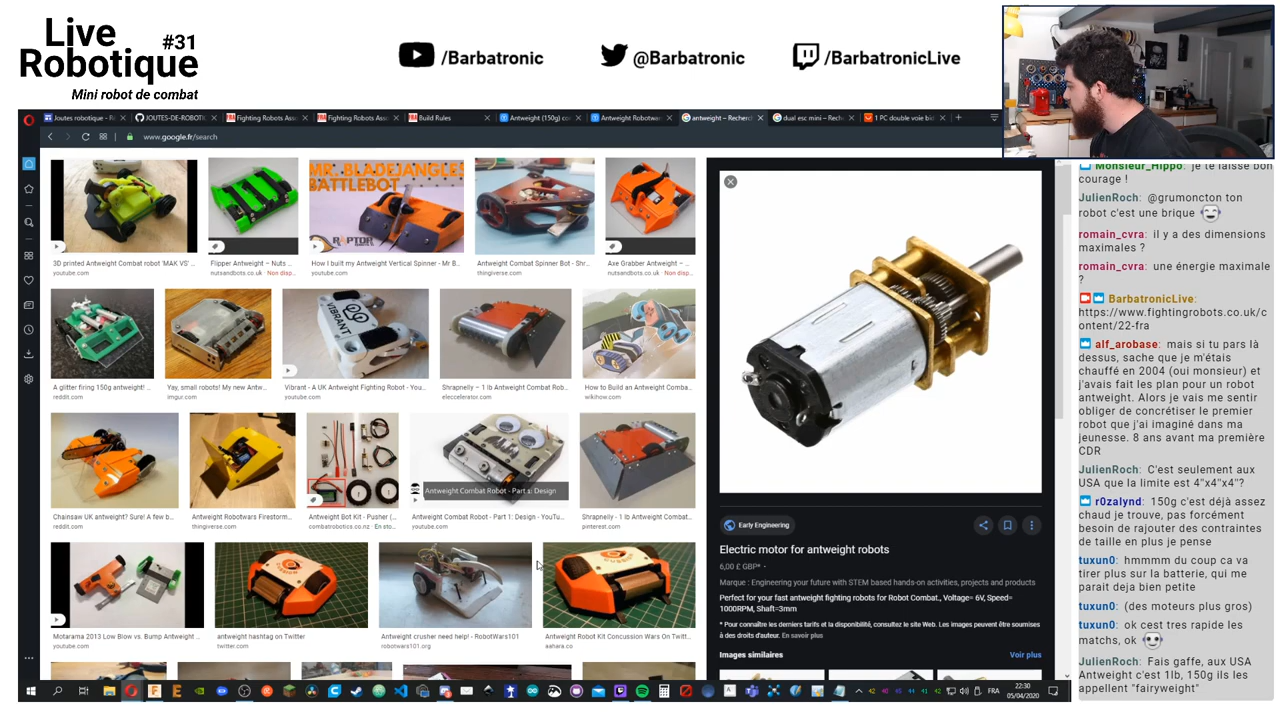 Live
Robotique
#31
Mini robot de combat
/Barbatronic
@Barbatronic
/BarbatronicLive
Joutes robotique - R
JOUTES-DE-ROBOTI
Fighting Robots Ass
Fighting Robots Ass
Build Rules
Antweight (150g) co
Antweight Robotwar
antweight – Recherc
dual esc mini – Rech
1 PC double voie bid
www.google.fr/search
MR. BLADEJANGLES
BATTLEBOT
RAPTOR
3D printed Antweight Combat robot 'MAK VS' ...
youtube.com
Flipper Antweight – Nuts ...
nutsandbots.co.uk · Non disp...
How I built my Antweight Vertical Spinner - Mr B...
youtube.com
Antweight Combat Spinner Bot - Shr...
thingiverse.com
Axe Grabber Antweight – ...
nutsandbots.co.uk · Non disp...
VIBRANT
A glitter firing 150g antweight! ...
reddit.com
Yay, small robots! My new Antw...
imgur.com
Vibrant - A UK Antweight Fighting Robot - You...
youtube.com
Shrapnelly – 1 lb Antweight Combat Rob...
eleccelerator.com
How to Build an Antweight Comba...
wikihow.com
Antweight Combat Robot - Part 1: Design
Chainsaw UK antweight? Sure! A few b...
reddit.com
Antweight Robotwars Firestorm...
thingiverse.com
Antweight Bot Kit - Pusher (...
combatrobotics.co.nz · En sto...
Antweight Combat Robot - Part 1: Design - YouTu...
youtube.com
Shrapnelly - 1 lb Antweight Combat...
pinterest.com
Motorama 2013 Low Blow vs. Bump Antweight ...
youtube.com
antweight hashtag on Twitter
twitter.com
Antweight crusher need help! - RobotWars101
robotwars101.org
Antweight Robot Kit Concussion Wars On Twitt...
aahara.co
Early Engineering
Electric motor for antweight robots
6,00 £ GBP* •
Marque : Engineering your future with STEM based hands-on activities, projects and products
Perfect for your fast antweight fighting robots for Robot Combat., Voltage= 6V, Speed=
1000RPM, Shaft=3mm
* Pour connaître les derniers tarifs et la disponibilité, consultez le site Web. Les images peuvent être soumises
à des droits d'auteur. En savoir plus
Images similaires
Voir plus
FRA
22:30
05/04/2020
Monsieur_Hippo: je te laisse bon
courage !
JulienRoch: @grumoncton ton
robot c'est une brique
romain_cvra: il y a des dimensions
maximales ?
romain_cvra: une énergie maximale
?
BarbatronicLive:
https://www.fightingrobots.co.uk/c
ontent/22-fra
alf_arobase: mais si tu pars là
dessus, sache que je m'étais
chauffé en 2004 (oui monsieur) et
j'avais fait les plan pour un robot
antweight. Alors je vais me sentir
obliger de concrétiser le premier
robot que j'ai imaginé dans ma
jeunesse. 8 ans avant ma première
CDR
JulienRoch: C'est seulement aux
USA que la limite est 4"x4"x4"?
r0zalynd: 150g c'est déjà assez
chaud je trouve, pas forcément
besoin de rajouter des contraintes
de taille en plus je pense
tuxun0: hmmmm du coup ca va
tirer plus sur la batterie, qui me
parait deja bien petite
tuxun0: (des moteurs plus gros)
tuxun0: ok cest tres rapide les
matchs, ok
JulienRoch: Fais gaffe, aux USA
Antweight c'est 1lb, 150g ils les
appellent "fairyweight"